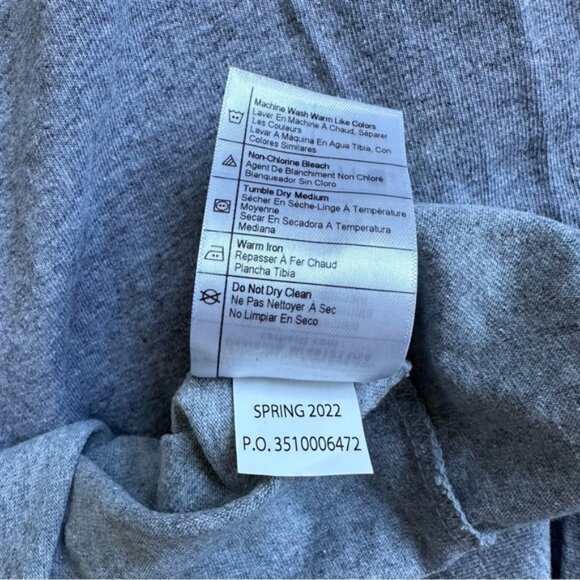 Machine Wash Warm Like Colors
Laver En Machine À Chaud, Séparer
Les Couleurs
Lavar A Máquina En Agua Tibia, Con
Colores Similares
Non-Chlorine Bleach
Agent De Blanchiment Non Chloré
Blanqueador Sin Cloro
Tumble Dry Medium
Sécher En Sèche-Linge À Température
Moyenne
Secar En Secadora A Temperatura
Mediana
Warm Iron
Repasser À Fer Chaud
Plancha Tibia
Do Not Dry Clean
Ne Pas Nettoyer À Sec
No Limpiar En Seco
SPRING 2022
P.O. 3510006472